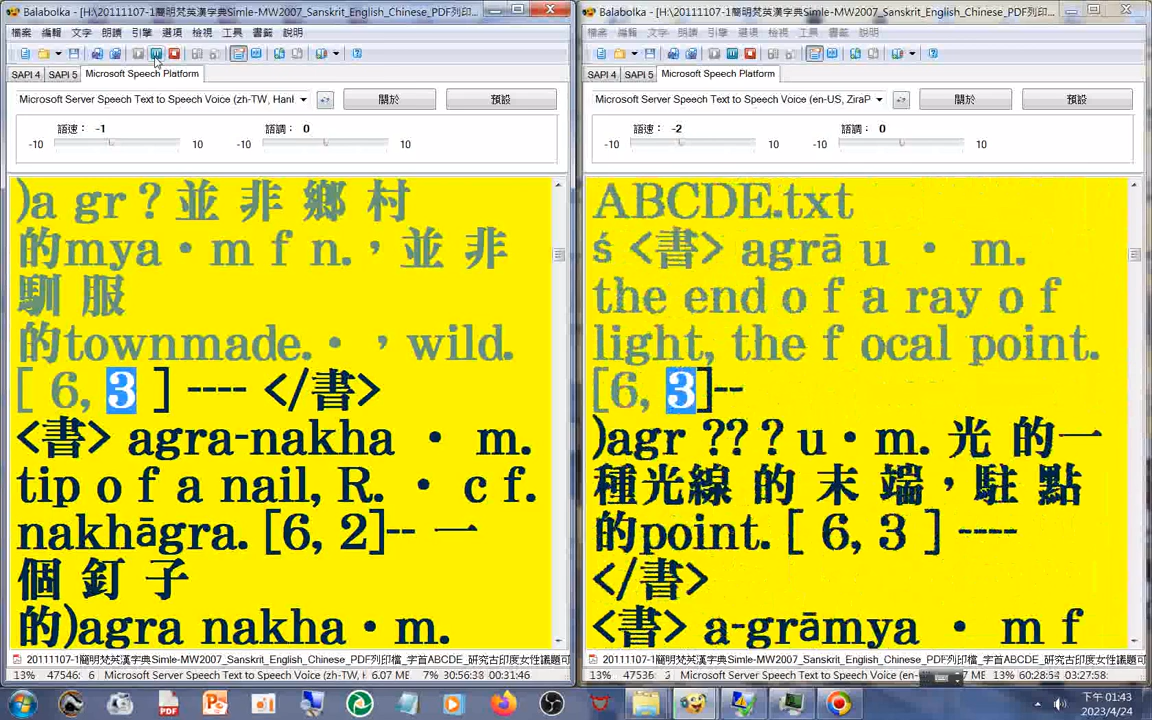 Balabolka - [H:\20111107-1簡明梵英漢字典Simle-MW2007_Sanskrit_English_Chinese_PDF列印...
檔案 編輯 文字 朗讀 引擎 選項 檢視 工具 書籤 說明
SAPI 4 SAPI 5 Microsoft Speech Platform
Microsoft Server Speech Text to Speech Voice (zh-TW, HanI
關於 預設
語速： -1 語調： 0
-10 10 -10 10
)a gr ? 並 非 鄉 村
的mya • m f n.，並 非
馴 服
的townmade. • ，wild.
[ 6, 3 ] ---- </書>
<書> agra-nakha • m.
tip o f a nail, R. • c f.
nakhāgra. [6, 2]-- 一
個 釘 子
的)agra nakha • m.
20111107-1簡明梵英漢字典Simle-MW2007_Sanskrit_English_Chinese_PDF列印檔_字首ABCDE_研究古印度女性議題可
13% 47546: 6 Microsoft Server Speech Text to Speech Voice (zh-TW, I 6.07 MB 7% 30:56:38 00:31:46
Balabolka - [H:\20111107-1簡明梵英漢字典Simle-MW2007_Sanskrit_English_Chinese_PDF列印...
檔案 編輯 文字 朗讀 引擎 選項 檢視 工具 書籤 說明
SAPI 4 SAPI 5 Microsoft Speech Platform
Microsoft Server Speech Text to Speech Voice (en-US, ZiraP
關於 預設
語速： -2 語調： 0
-10 10 -10 10
ABCDE.txt
ś <書> agrā u • m.
the end o f a ray o f
light, the f ocal point.
[6, 3]--
)agr ?? ? u • m. 光 的一
種光線 的 末 端，駐 點
的point. [ 6, 3 ] ----
</書>
<書> a-grāmya • m f
20111107-1簡明梵英漢字典Simle-MW2007_Sanskrit_English_Chinese_PDF列印檔_字首ABCDE_研究古印度女性議題可
13% 47536: Microsoft Server Speech Text to Speech Voice 13% 60:28:54 03:27:58
下午 01:43
2023/4/24